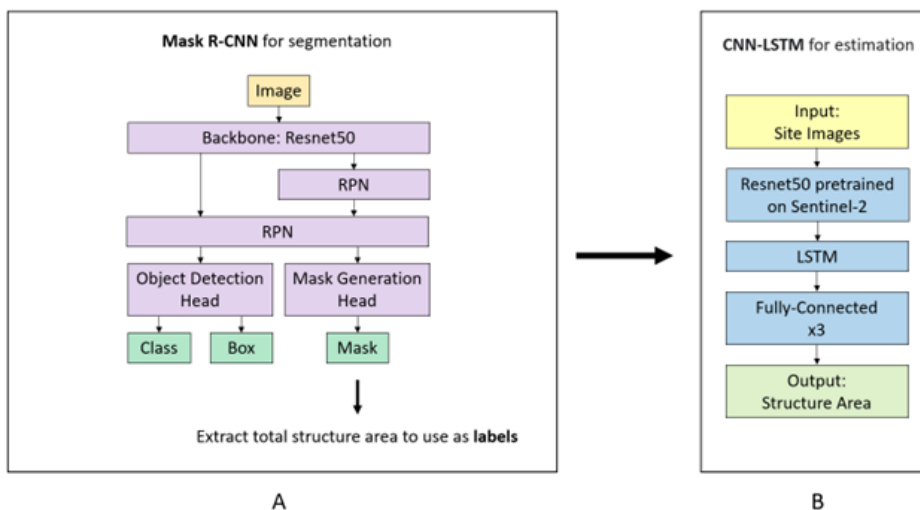 Mask R-CNN for segmentation
Image
Backbone: Resnet50
RPN
RPN
Object Detection
Head
Mask Generation
Head
Class
Box
Mask
Extract total structure area to use as labels
A
CNN-LSTM for estimation
Input:
Site Images
Resnet50 pretrained
on Sentinel-2
LSTM
Fully-Connected
x3
Output:
Structure Area
B